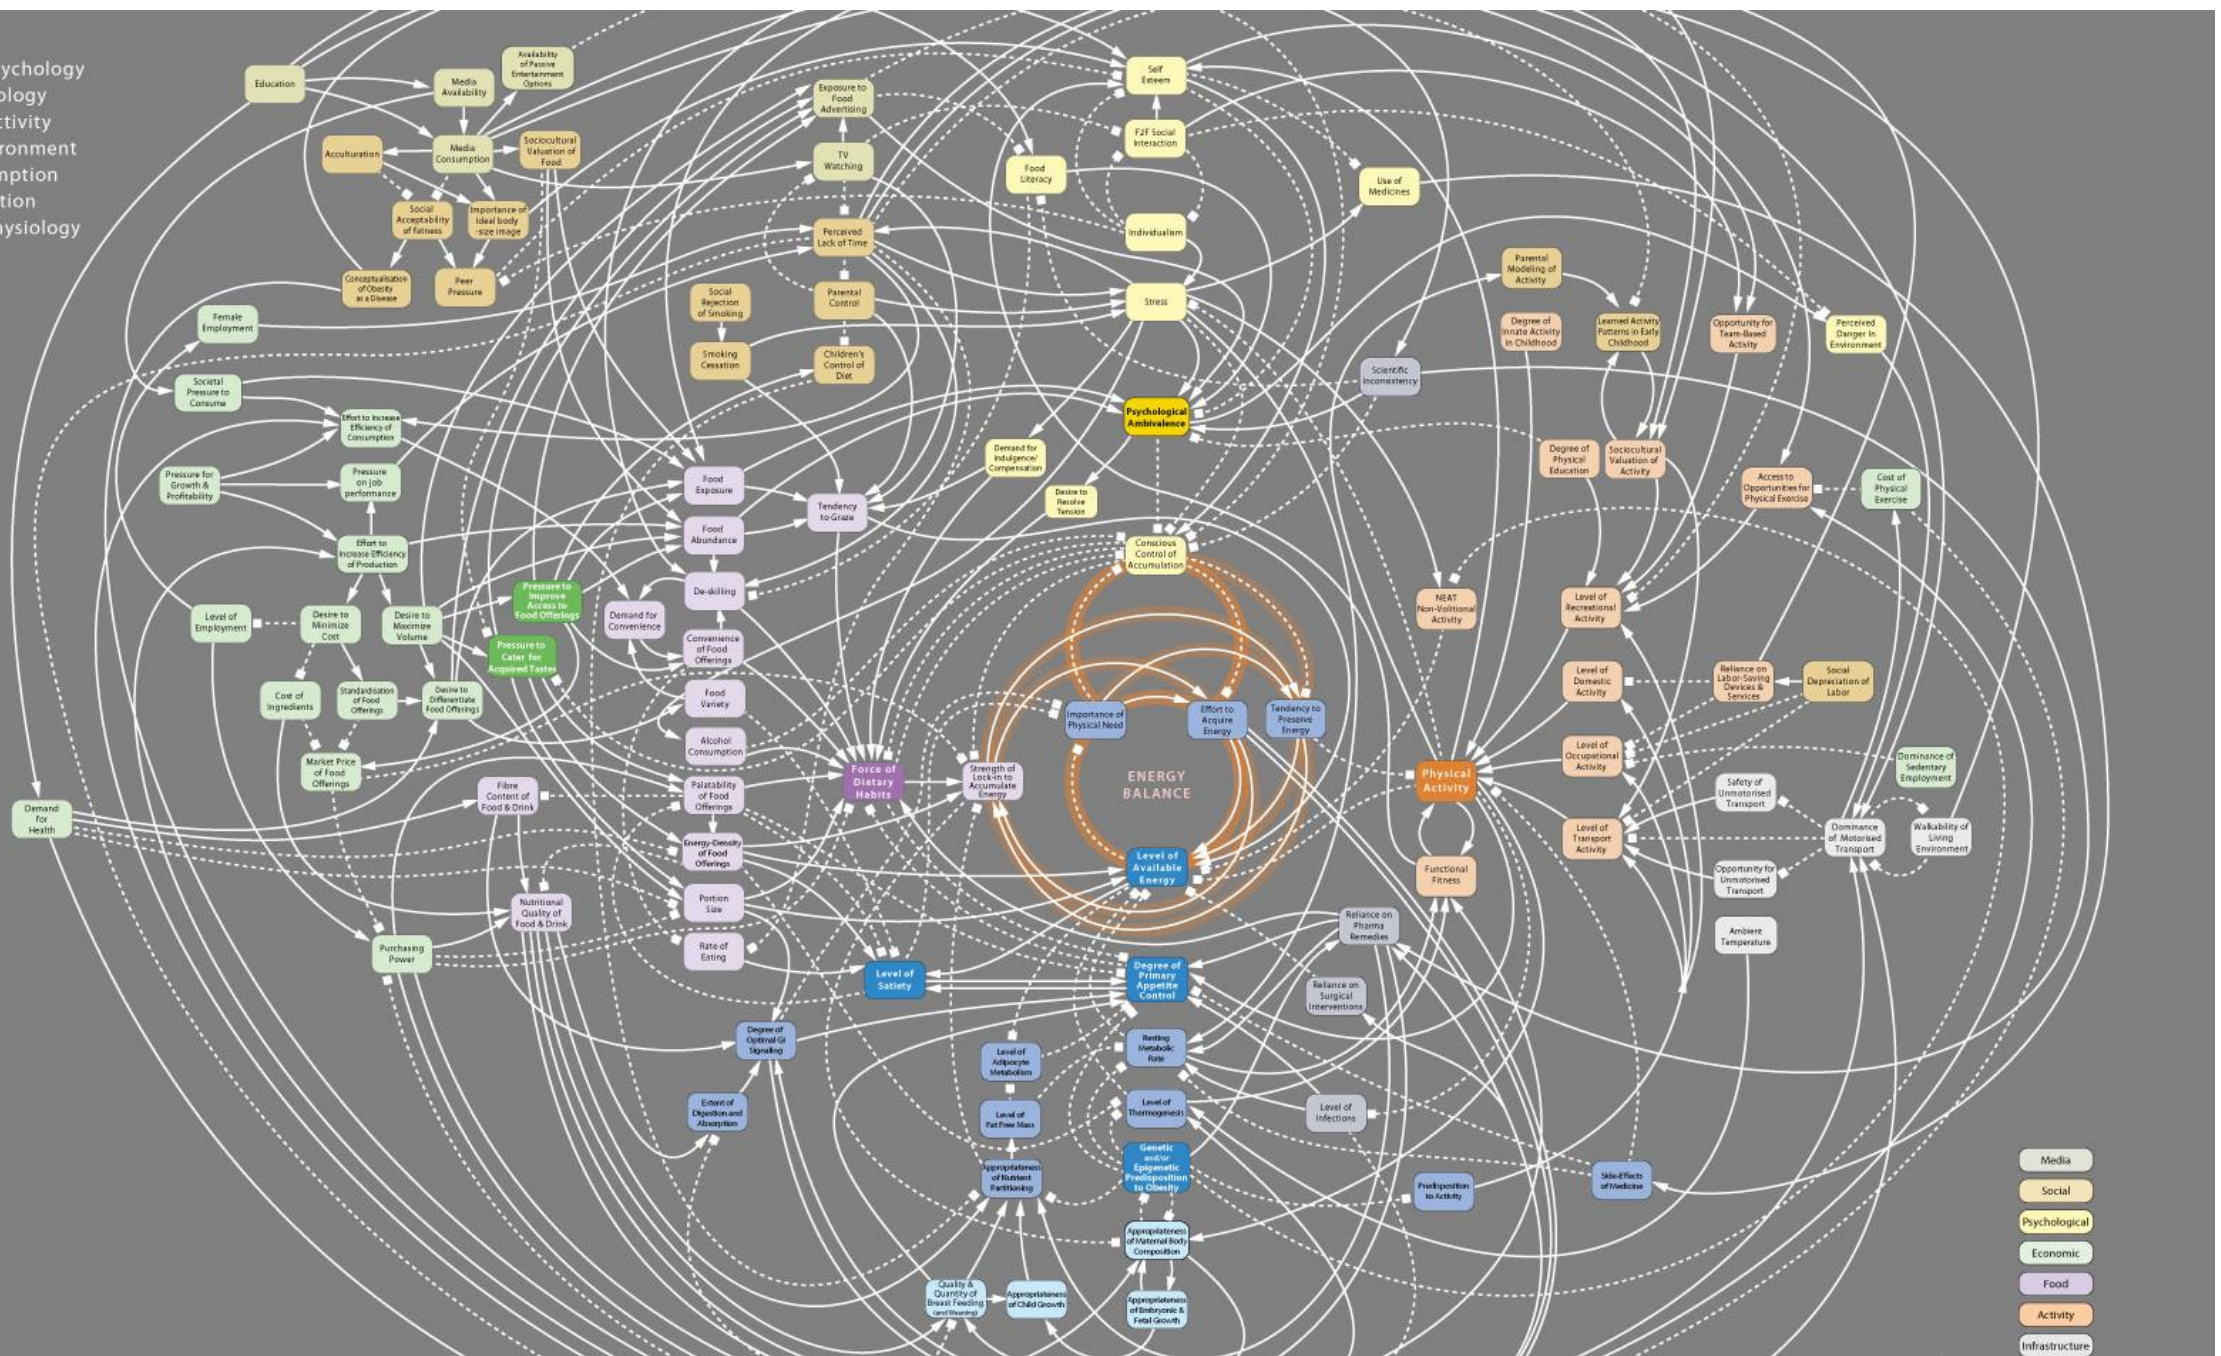 ychology
ology
ctivity
ronment
mption
tion
ysiology
Education
Media
Availability
Availability
of Passive
Entertainment
Options
Acculturation
Media
Consumption
Sociocultural
Valuation of
Food
Social
Acceptability
of fatness
Importance of
Ideal body
-size image
Conceptualisation
of Obesity
as a Disease
Peer
Pressure
Exposure to
Food
Advertising
TV
Watching
Perceived
Lack of Time
Parental
Control
Children's
Control of
Diet
Social
Rejection
of Smoking
Smoking
Cessation
Self
Esteem
F2F Social
Interaction
Food
Literacy
Individualism
Stress
Use of
Medicines
Psychological
Ambivalence
Demand for
Indulgence/
Compensation
Desire to
Resolve
Tension
Conscious
Control of
Accumulation
Scientific
Inconsistency
Parental
Modeling of
Activity
Degree of
Innate Activity
in Childhood
Learned Activity
Patterns in Early
Childhood
Opportunity for
Team-Based
Activity
Perceived
Danger In
Environment
Degree of
Physical
Education
Sociocultural
Valuation of
Activity
Access to
Opportunities for
Physical Exercise
Cost of
Physical
Exercise
Female
Employment
Societal
Pressure to
Consume
Effort to Increase
Efficiency of
Consumption
Pressure for
Growth &
Profitability
Pressure
on job
performance
Effort to
Increase Efficiency
of Production
Level of
Employment
Desire to
Minimize
Cost
Desire to
Maximize
Volume
Pressure to
Improve
Access to
Food Offerings
Pressure to
Cater for
Acquired Tastes
Cost of
Ingredients
Standardisation
of Food
Offerings
Desire to
Differentiate
Food Offerings
Market Price
of Food
Offerings
Demand
for
Health
Purchasing
Power
Food
Exposure
Food
Abundance
Tendency
to Graze
De-skilling
Demand for
Convenience
Convenience
of Food
Offerings
Food
Variety
Alcohol
Consumption
Palatability
of Food
Offerings
Energy-Density
of Food
Offerings
Portion
Size
Rate of
Eating
Fibre
Content of
Food & Drink
Nutritional
Quality of
Food & Drink
Force of
Dietary
Habits
Strength of
Lock-in to
Accumulate
Energy
Importance of
Physical Need
Effort to
Acquire
Energy
Tendency to
Preserve
Energy
ENERGY
BALANCE
Level of
Available
Energy
Level of
Satiety
Degree of
Primary
Appetite
Control
Degree of
Optimal GI
Signaling
Extent of
Digestion and
Absorption
Level of
Adipocyte
Metabolism
Level of
Fat Free Mass
Appropriateness
of Nutrient
Partitioning
Resting
Metabolic
Rate
Level of
Thermogenesis
Genetic
and/or
Epigenetic
Predisposition
to Obesity
Appropriateness
of Maternal Body
Composition
Quality &
Quantity of
Breast Feeding
(and Weaning)
Appropriateness
of Child Growth
Appropriateness
of Embryonic &
Fetal Growth
NEAT
Non-Volitional
Activity
Level of
Recreational
Activity
Level of
Domestic
Activity
Reliance on
Labor-Saving
Devices &
Services
Social
Depreciation of
Labor
Physical
Activity
Level of
Occupational
Activity
Dominance of
Sedentary
Employment
Safety of
Unmotorised
Transport
Level of
Transport
Activity
Dominance
of Motorised
Transport
Walkability of
Living
Environment
Opportunity for
Unmotorised
Transport
Ambient
Temperature
Functional
Fitness
Reliance on
Pharma
Remedies
Reliance on
Surgical
Interventions
Level of
Infections
Predisposition
to Activity
Side-Effects
of Medicine
Media
Social
Psychological
Economic
Food
Activity
Infrastructure